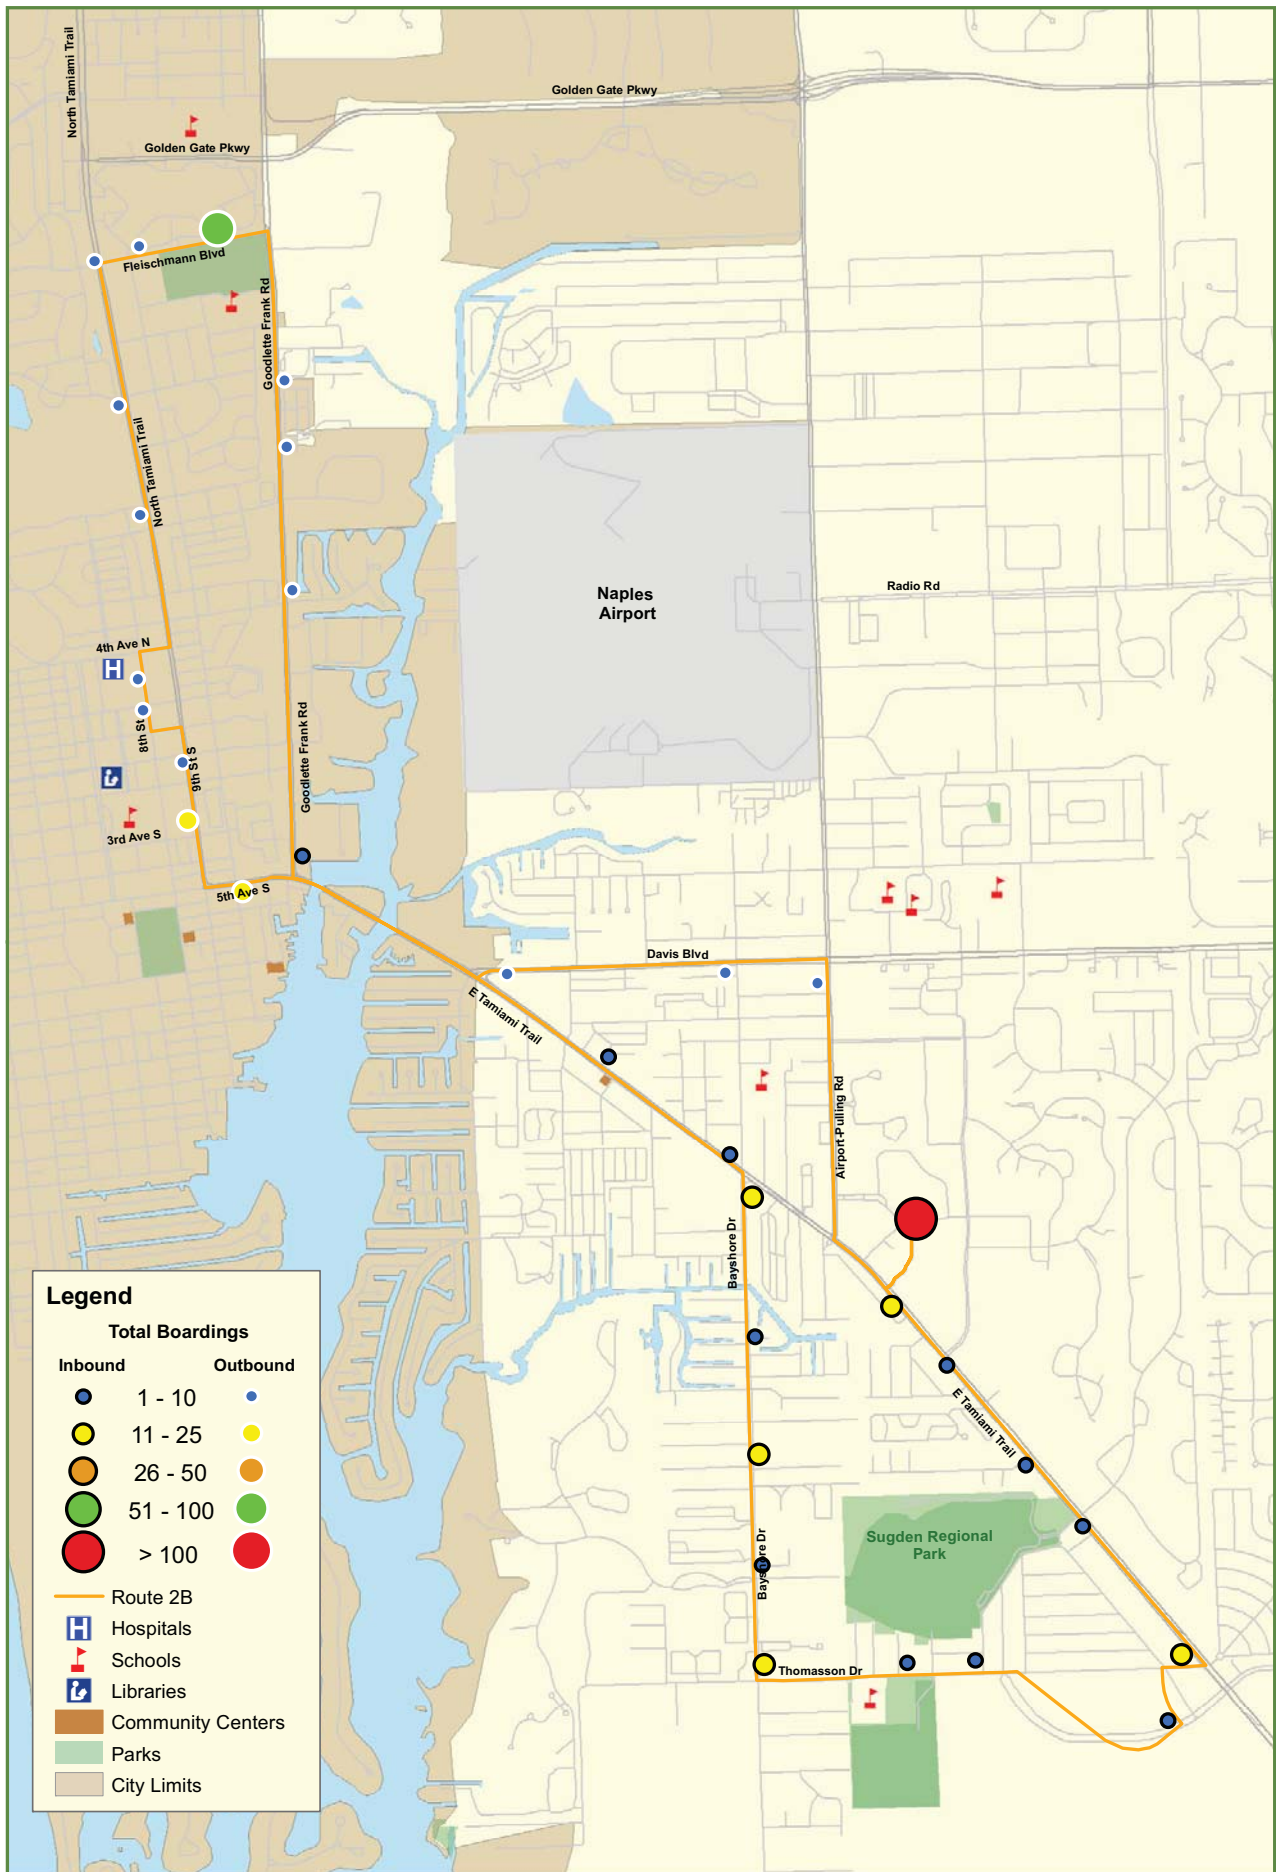 North Tamiami Trail
Golden Gate Pkwy
Golden Gate Pkwy
Fleischmann Blvd
Goodlette Frank Rd
North Tamiami Trail
Naples
Airport
Radio Rd
4th Ave N
H
8th St
9th St S
Goodlette Frank Rd
3rd Ave S
5th Ave S
Davis Blvd
E Tamiami Trail
Airport-Pulling Rd
Bayshore Dr
E Tamiami Trail
Sugden Regional
Park
Bayshore Dr
Thomasson Dr
Legend
Total Boardings
Inbound Outbound
1 - 10
11 - 25
26 - 50
51 - 100
> 100
Route 2B
H Hospitals
Schools
Libraries
Community Centers
Parks
City Limits